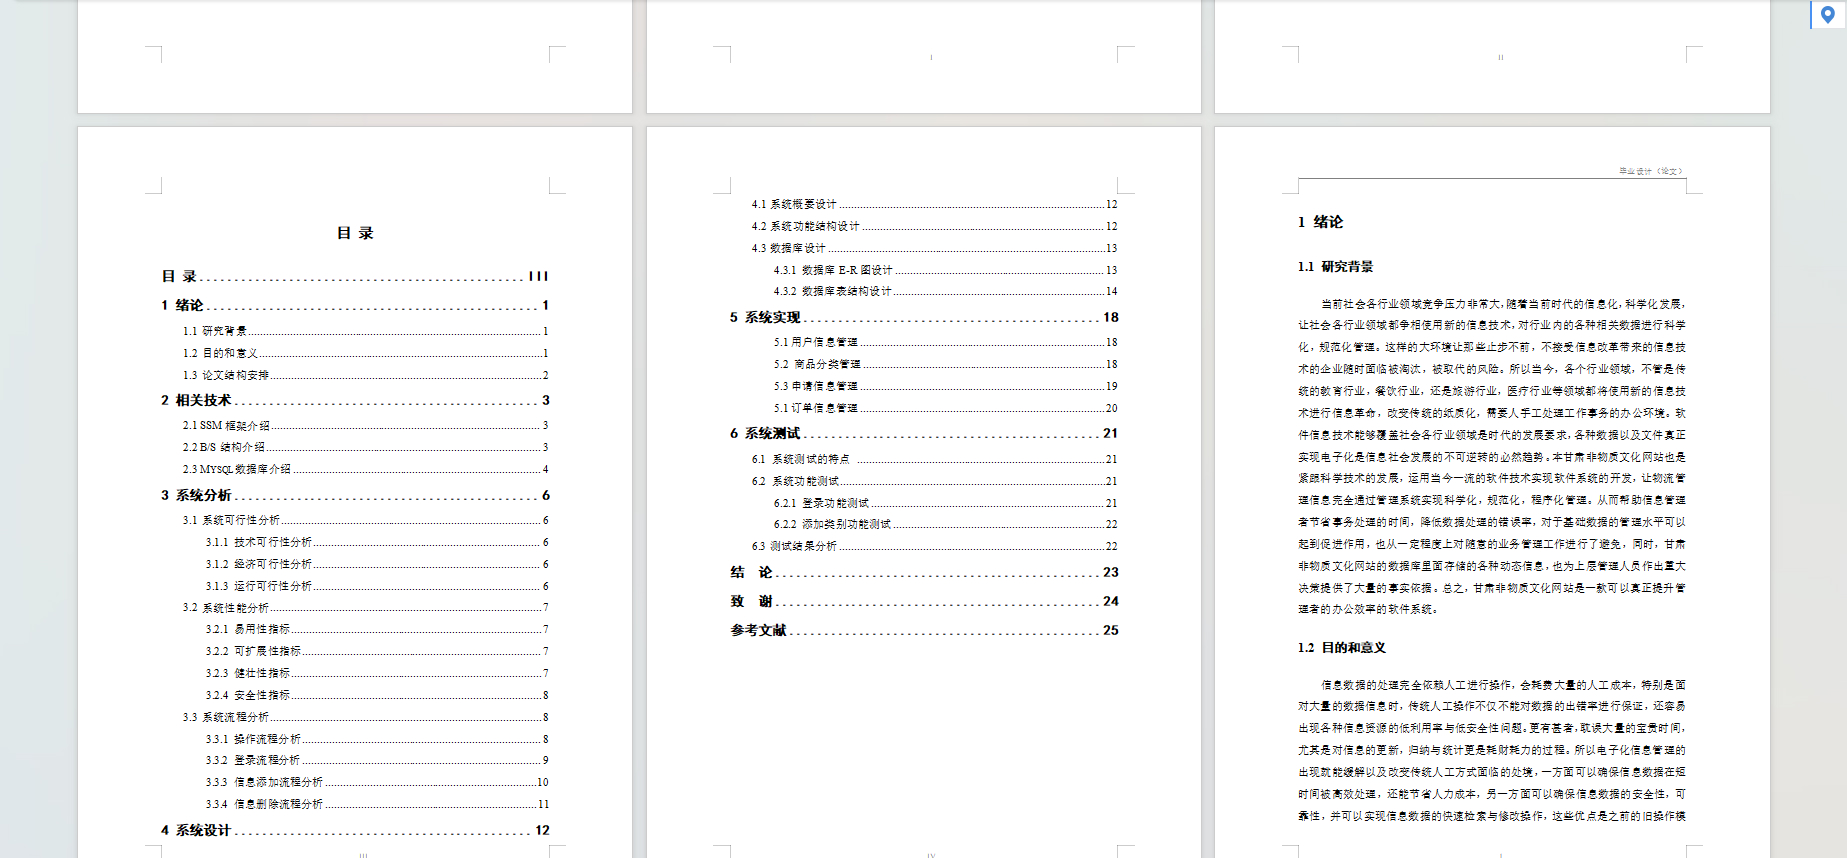 I
II
目 录
目 录 III
1 绪论 1
1.1 研究背景 1
1.2 目的和意义 1
1.3 论文结构安排 2
2 相关技术 3
2.1 SSM 框架介绍 3
2.2 B/S 结构介绍 3
2.3 MYSQL 数据库介绍 4
3 系统分析 6
3.1 系统可行性分析 6
3.1.1 技术可行性分析 6
3.1.2 经济可行性分析 6
3.1.3 运行可行性分析 6
3.2 系统性能分析 7
3.2.1 易用性指标 7
3.2.2 可扩展性指标 7
3.2.3 健壮性指标 7
3.2.4 安全性指标 8
3.3 系统流程分析 8
3.3.1 操作流程分析 8
3.3.2 登录流程分析 9
3.3.3 信息添加流程分析 10
3.3.4 信息删除流程分析 11
4 系统设计 12
III
4.1 系统概要设计 12
4.2 系统功能结构设计 12
4.3 数据库设计 13
4.3.1 数据库 E-R 图设计 13
4.3.2 数据库表结构设计 14
5 系统实现 18
5.1 用户信息管理 18
5.2 商品分类管理 18
5.3 申请信息管理 19
5.1 订单信息管理 20
6 系统测试 21
6.1 系统测试的特点 21
6.2 系统功能测试 21
6.2.1 登录功能测试 21
6.2.2 添加类别功能测试 22
6.3 测试结果分析 22
结 论 23
致 谢 24
参考文献 25
IV
毕业设计（论文）
1 绪论
1.1 研究背景
当前社会各行业领域竞争压力非常大，随着当前时代的信息化，科学化发展，
让社会各行业领域都争相使用新的信息技术，对行业内的各种相关数据进行科学
化，规范化管理。这样的大环境让那些止步不前，不接受信息改革带来的信息技
术的企业随时面临被淘汰，被取代的风险。所以当今，各个行业领域，不管是传
统的教育行业，餐饮行业，还是旅游行业，医疗行业等领域都将使用新的信息技
术进行信息革命，改变传统的纸质化，需要人手工处理工作事务的办公环境。软
件信息技术能够覆盖社会各行业领域是时代的发展要求，各种数据以及文件真正
实现电子化是信息社会发展的不可逆转的必然趋势。本甘肃非物质文化网站也是
紧跟科学技术的发展，运用当今一流的软件技术实现软件系统的开发，让物流管
理信息完全通过管理系统实现科学化，规范化，程序化管理。从而帮助信息管理
者节省事务处理的时间，降低数据处理的错误率，对于基础数据的管理水平可以
起到促进作用，也从一定程度上对随意的业务管理工作进行了避免，同时，甘肃
非物质文化网站的数据库里面存储的各种动态信息，也为上层管理人员作出重大
决策提供了大量的事实依据。总之，甘肃非物质文化网站是一款可以真正提升管
理者的办公效率的软件系统。
1.2 目的和意义
信息数据的处理完全依赖人工进行操作，会耗费大量的人工成本，特别是面
对大量的数据信息时，传统人工操作不仅不能对数据的出错率进行保证，还容易
出现各种信息资源的低利用率与低安全性问题。更有甚者，耽误大量的宝贵时间，
尤其是对信息的更新，归纳与统计更是耗财耗力的过程。所以电子化信息管理的
出现就能缓解以及改变传统人工方式面临的处境，一方面可以确保信息数据在短
时间被高效处理，还能节省人力成本，另一方面可以确保信息数据的安全性，可
靠性，并可以实现信息数据的快速检索与修改操作，这些优点是之前的旧操作模